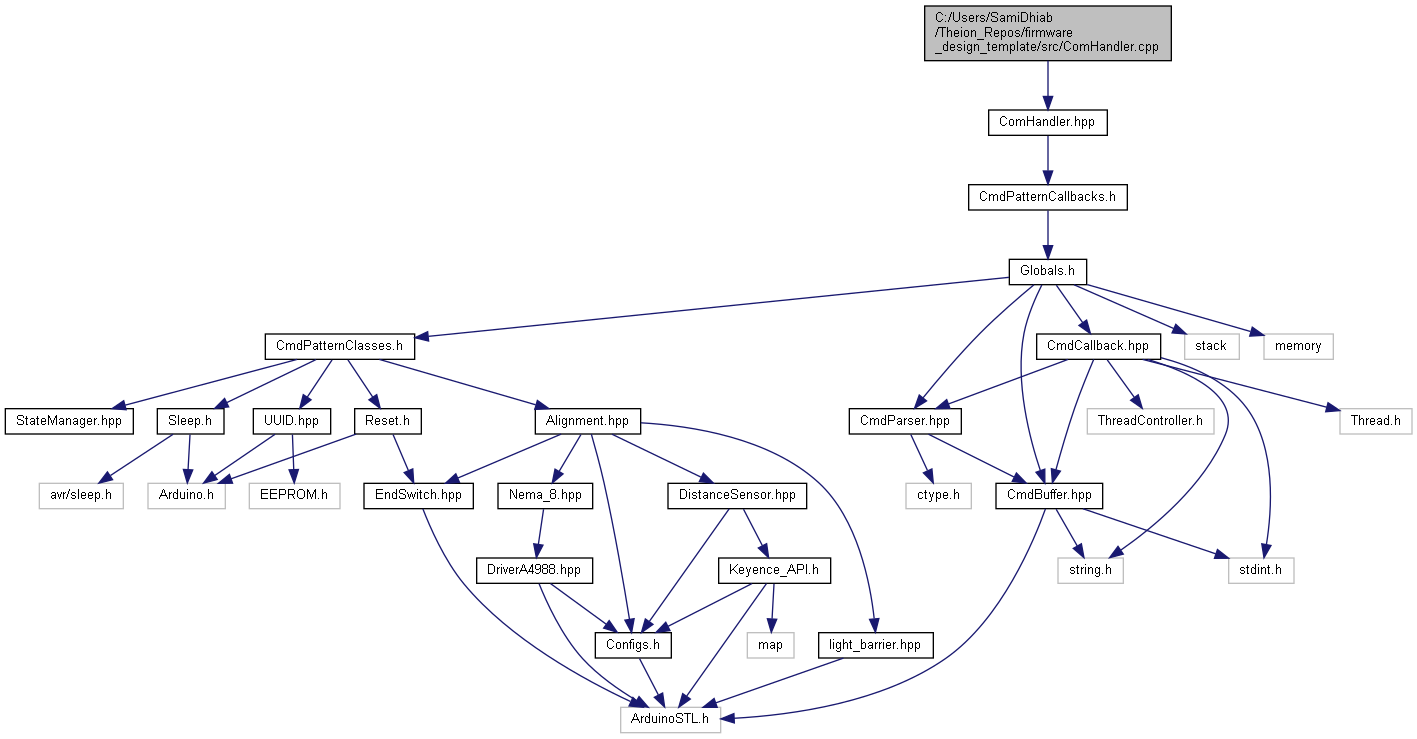 C:/Users/SamiDhiab
/Theion_Repos/firmware
_design_template/src/ComHandler.cpp
ComHandler.hpp
CmdPatternCallbacks.h
Globals.h
CmdPatternClasses.h
CmdCallback.hpp
stack
memory
StateManager.hpp
Sleep.h
UUID.hpp
Reset.h
Alignment.hpp
CmdParser.hpp
ThreadController.h
Thread.h
avr/sleep.h
Arduino.h
EEPROM.h
EndSwitch.hpp
Nema_8.hpp
DistanceSensor.hpp
ctype.h
CmdBuffer.hpp
DriverA4988.hpp
Keyence_API.h
string.h
stdint.h
Configs.h
map
light_barrier.hpp
ArduinoSTL.h